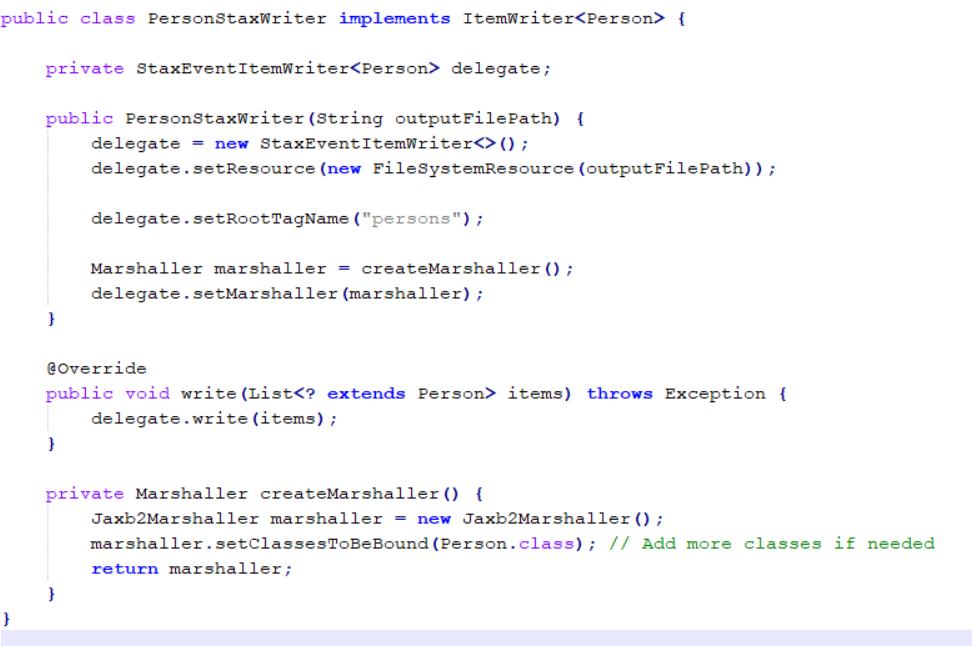 public class PersonStaxWriter implements ItemWriter<Person> {
private StaxEventItemWriter<Person> delegate;
public PersonStaxWriter(String outputFilePath) {
delegate = new StaxEventItemWriter<>();
delegate.setResource(new FileSystemResource(outputFilePath));
delegate.setRootTagName("persons");
Marshaller marshaller = createMarshaller();
delegate.setMarshaller(marshaller);
}
@Override
public void write(List<? extends Person> items) throws Exception {
delegate.write(items);
}
private Marshaller createMarshaller() {
Jaxb2Marshaller marshaller = new Jaxb2Marshaller();
marshaller.setClassesToBeBound(Person.class); // Add more classes if needed
return marshaller;
}
}